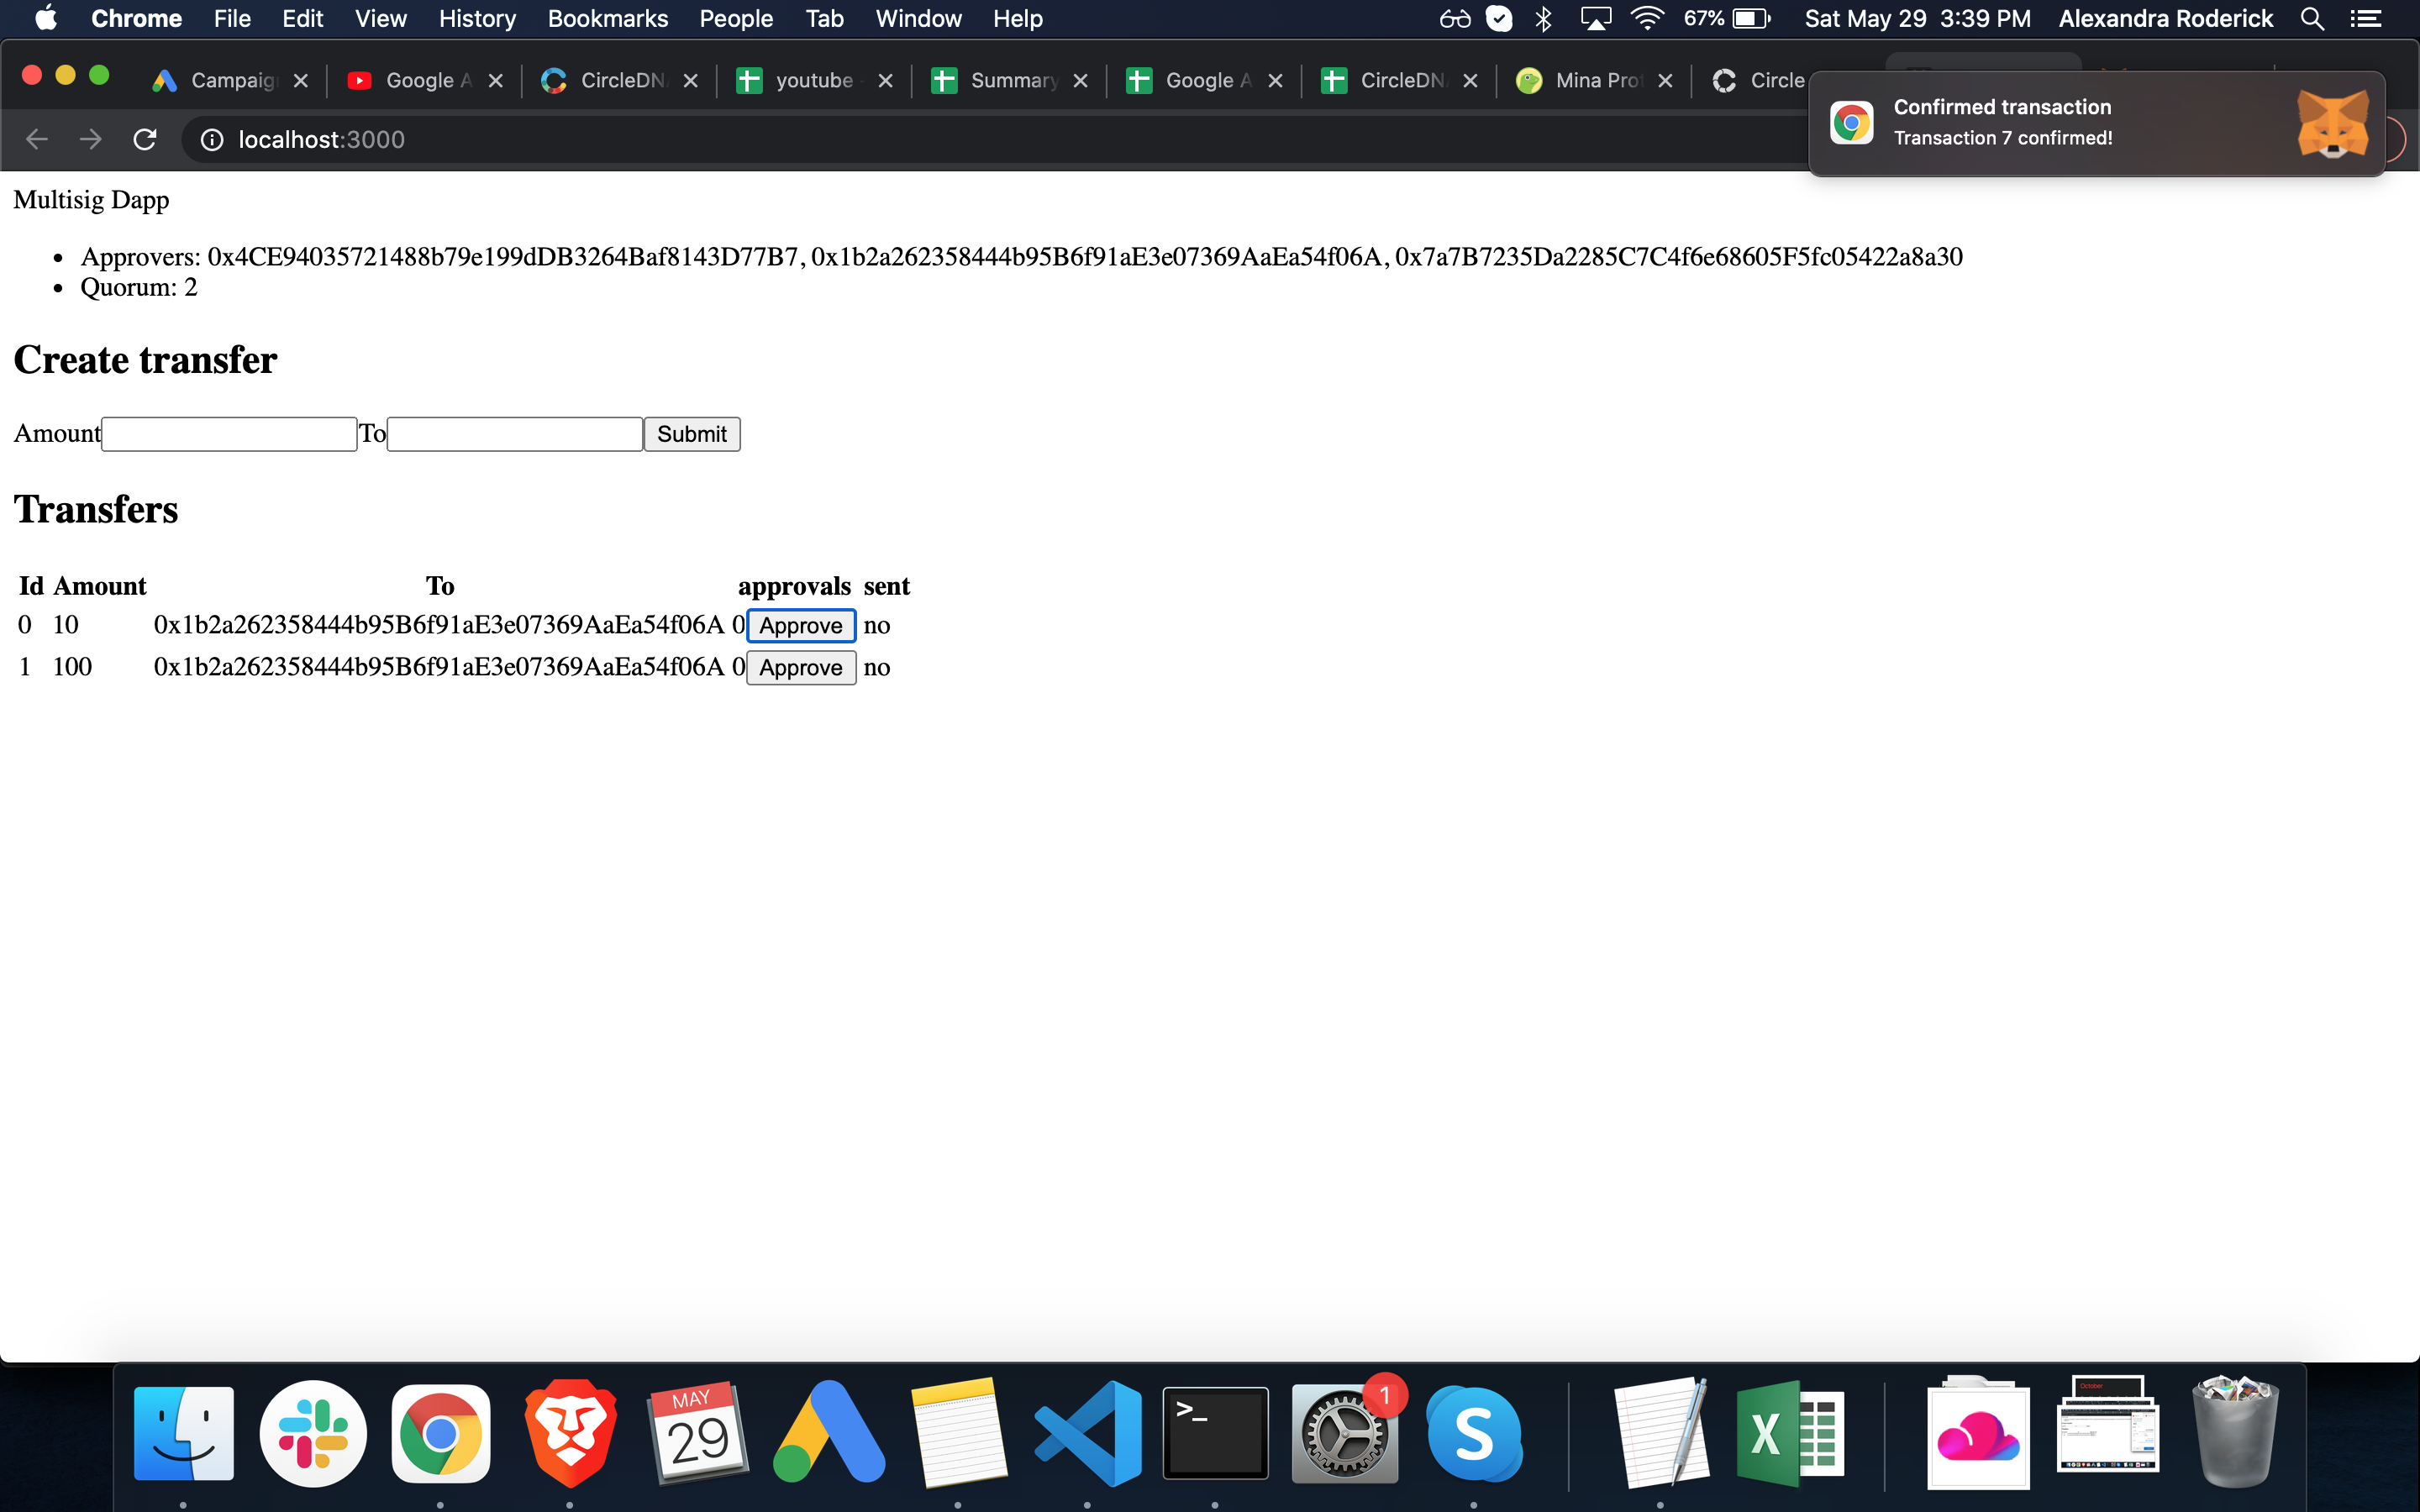 Chrome File Edit View History Bookmarks People Tab Window Help 67% Sat May 29 3:39 PM Alexandra Roderick
Campaig Google A CircleDN youtube - Summary Google A CircleDN Mina Pro Circle
Confirmed transaction
Transaction 7 confirmed!
localhost:3000
Multisig Dapp
Approvers: 0x4CE94035721488b79e199dDB3264Baf8143D77B7, 0x1b2a262358444b95B6f91aE3e07369AaEa54f06A, 0x7a7B7235Da2285C7C4f6e68605F5fc05422a8a30
Quorum: 2
Create transfer
Amount To Submit
Transfers
Id Amount To approvals sent
0 10 0x1b2a262358444b95B6f91aE3e07369AaEa54f06A 0 Approve no
1 100 0x1b2a262358444b95B6f91aE3e07369AaEa54f06A 0 Approve no
MAY
29
>_
1
S
X